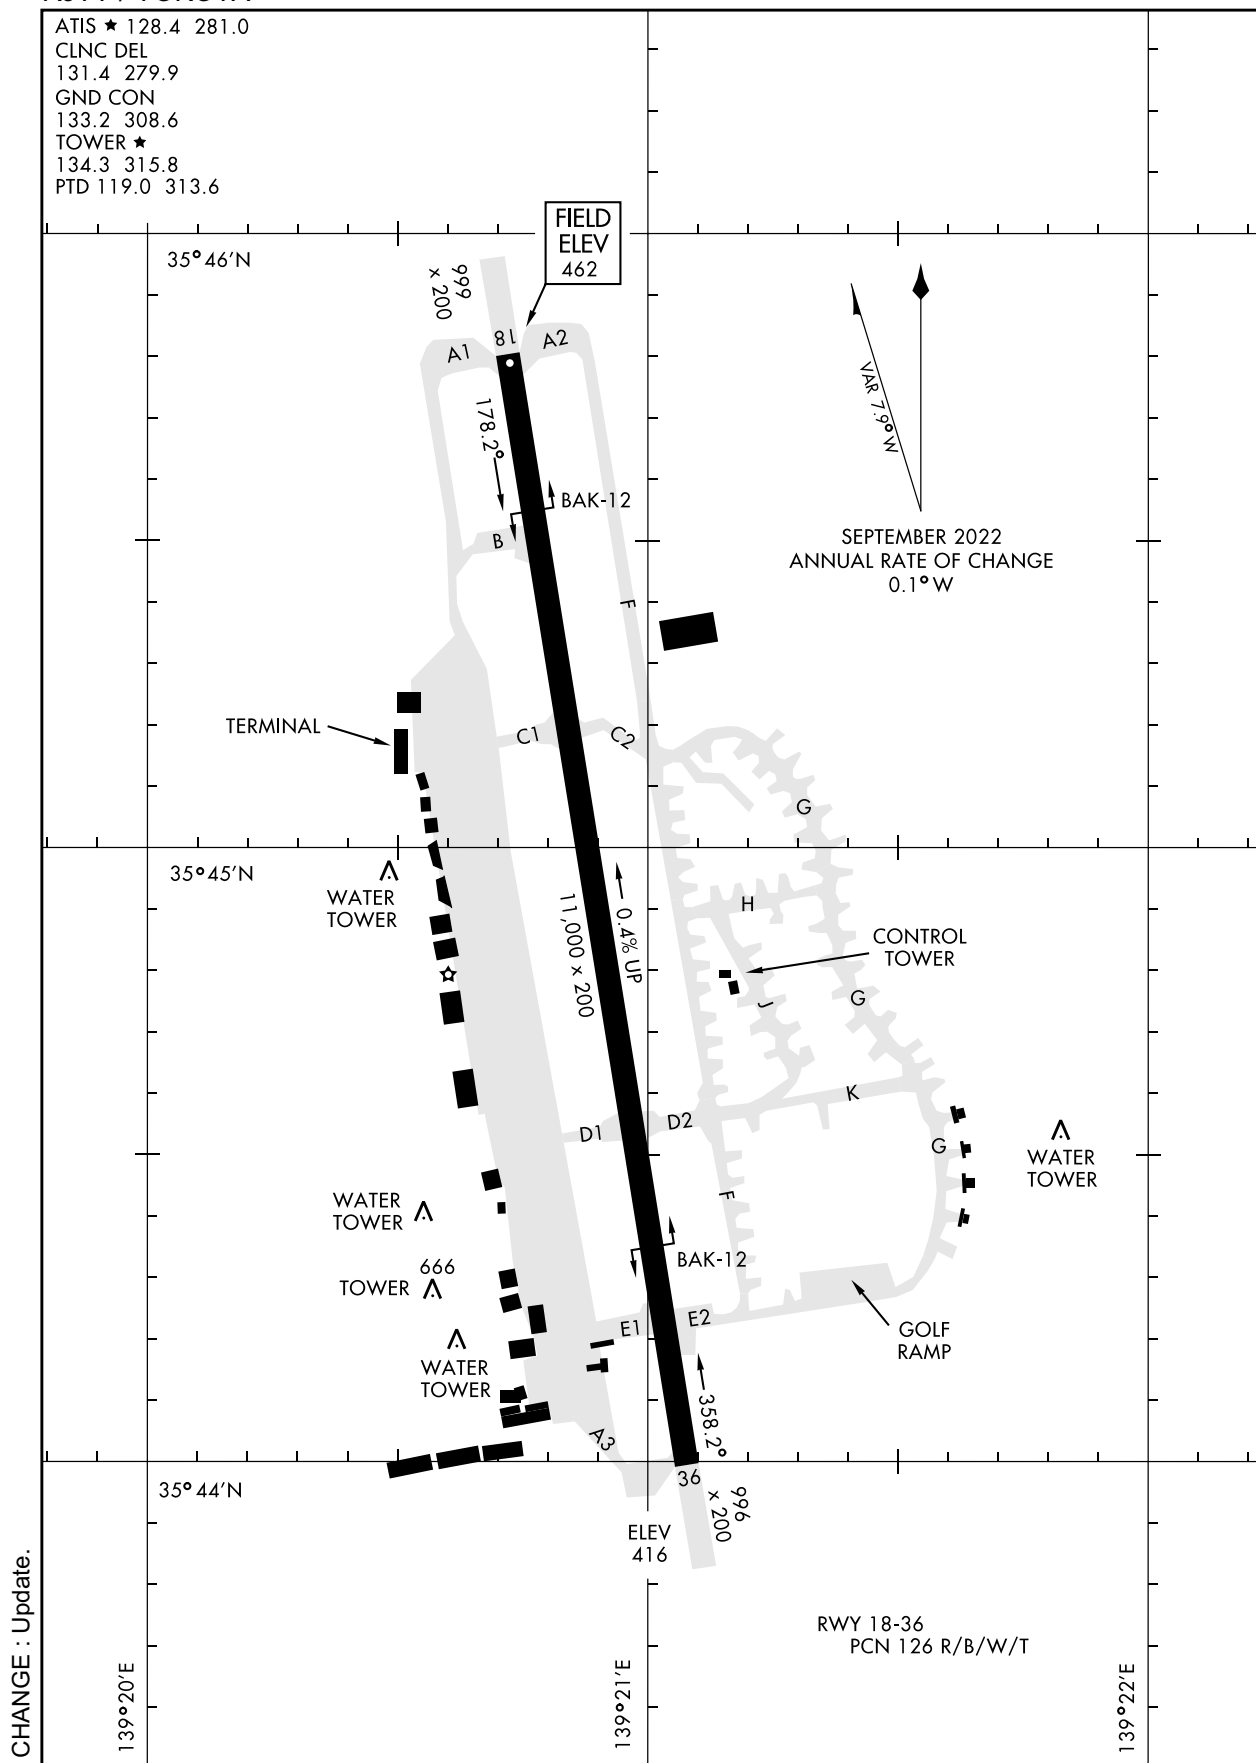 ATIS ★ 128.4 281.0
CLNC DEL
131.4 279.9
GND CON
133.2 308.6
TOWER ★
134.3 315.8
PTD 119.0 313.6
FIELD
ELEV
462
35°46'N
999
x 200
A1
18
A2
178.2°
VAR 7.9° W
BAK-12
B
SEPTEMBER 2022
ANNUAL RATE OF CHANGE
0.1° W
F
TERMINAL
C1
C2
G
35°45'N
WATER
TOWER
11,000 x 200
0.4% UP
H
CONTROL
TOWER
J
G
K
D1
D2
G
WATER
TOWER
WATER
TOWER
F
666
TOWER
BAK-12
E1
E2
GOLF
RAMP
WATER
TOWER
358.2°
A3
35°44'N
36
996
x 200
ELEV
416
RWY 18-36
PCN 126 R/B/W/T
139°20'E
139°21'E
139°22'E
CHANGE : Update.